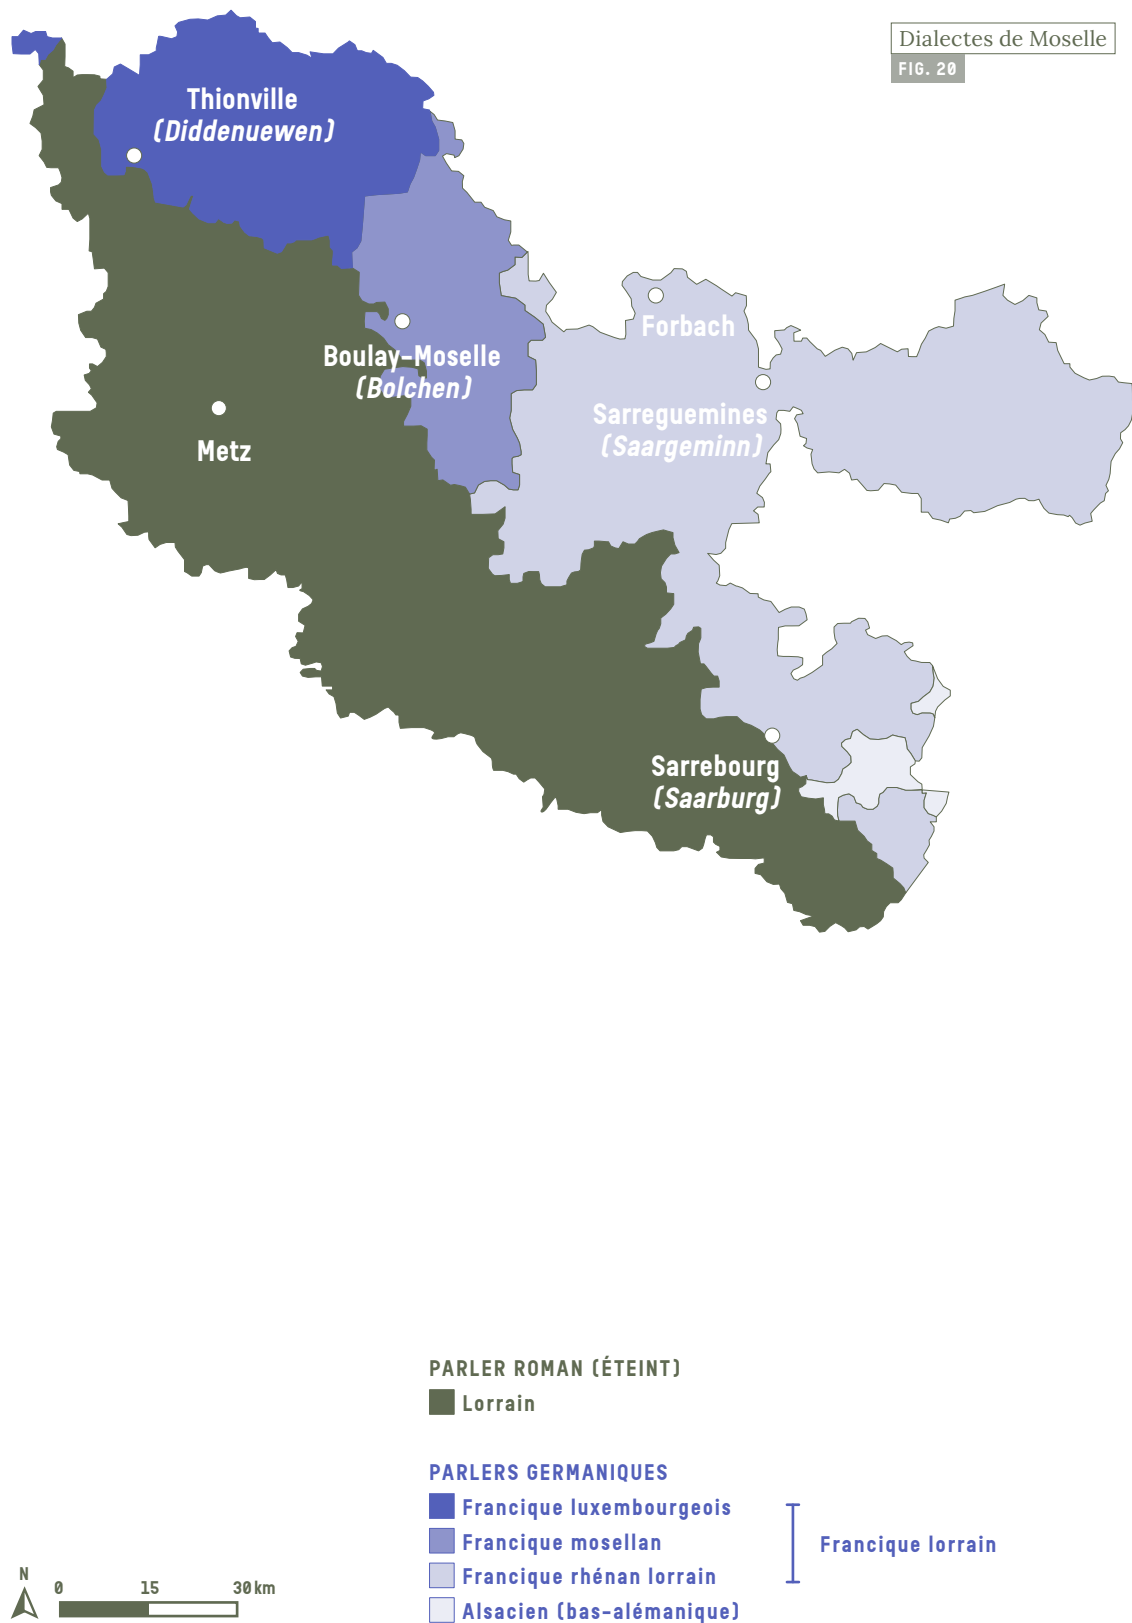 Dialectes de Moselle
FIG. 20
Thionville
(Diddenuewen)
Forbach
Boulay-Moselle
(Bolchen)
Sarreguemines
(Saargeminn)
Metz
Sarrebourg
(Saarburg)
PARLER ROMAN (ÉTEINT)
Lorrain
PARLERS GERMANIQUES
Francique luxembourgeois
Francique mosellan
Francique rhénan lorrain
Alsacien (bas-alémanique)
Francique lorrain
N
0 15 30 km